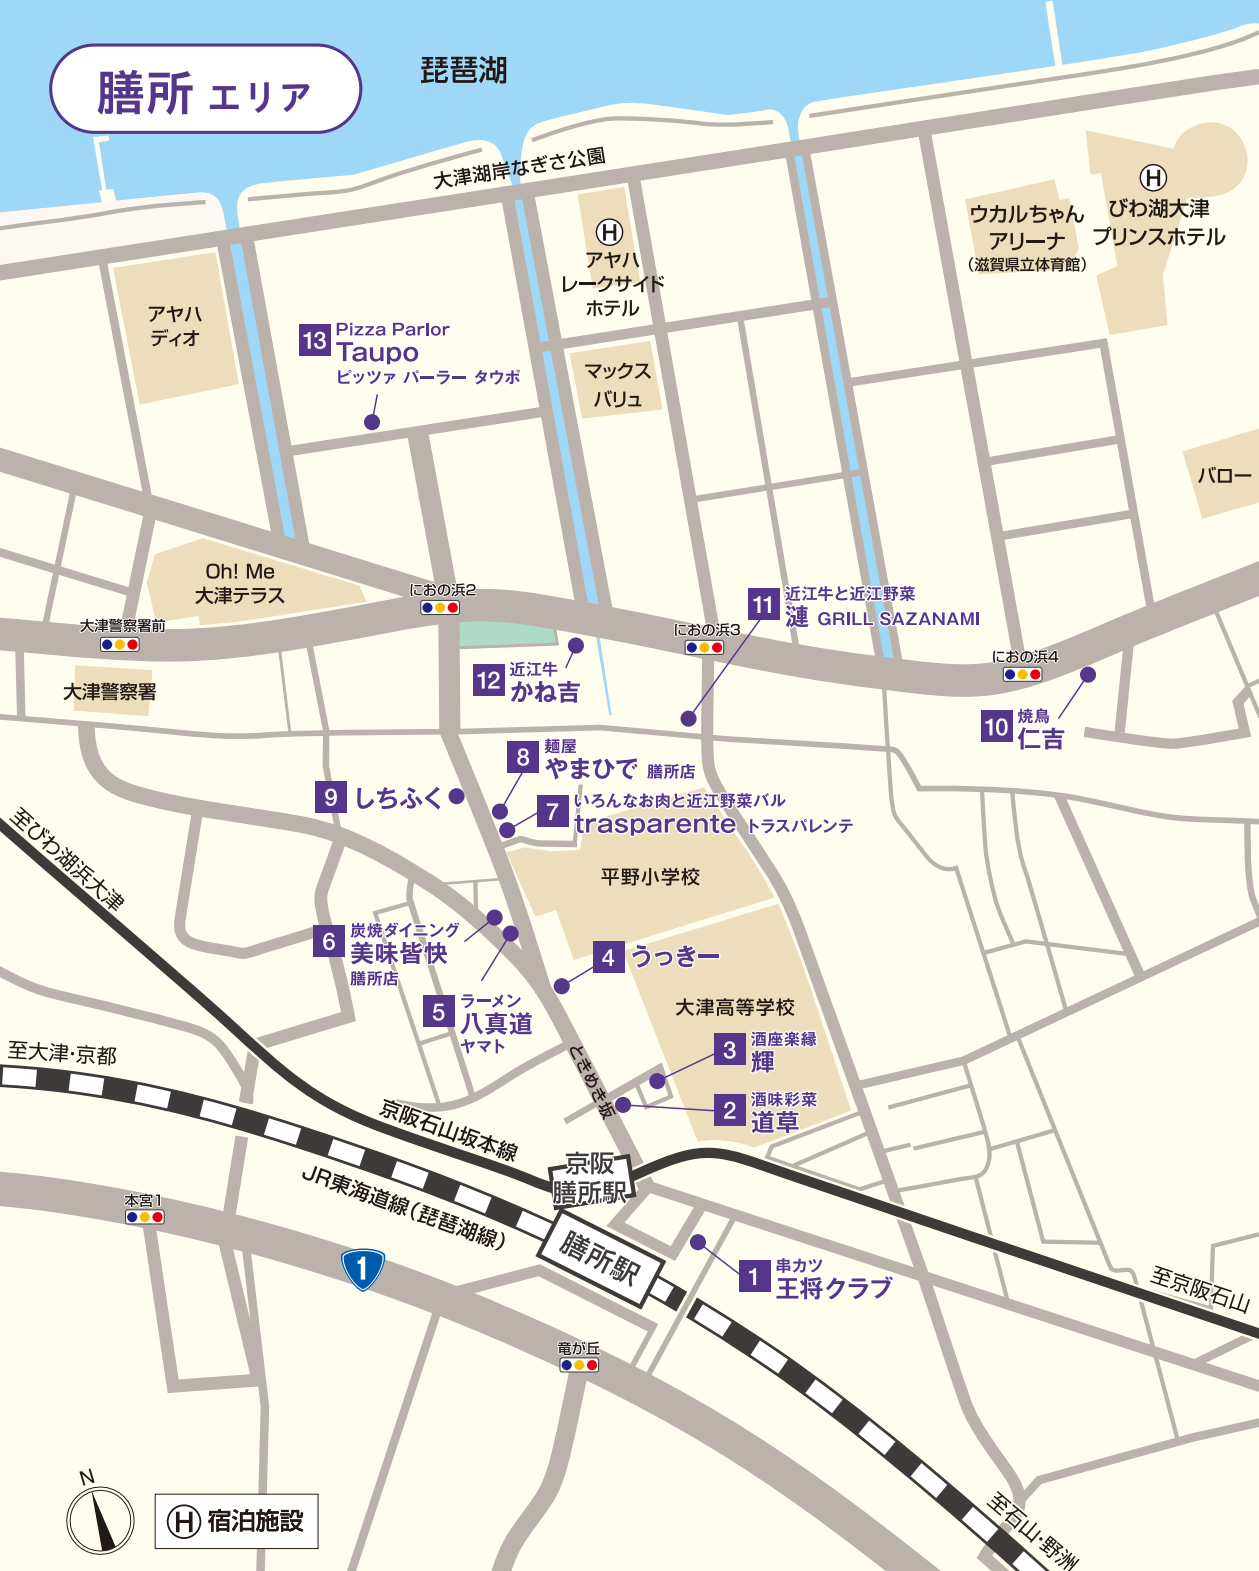 膳所 エリア
琵琶湖
大津湖岸なぎさ公園
H
アヤハ
レークサイド
ホテル
ウカルちゃん
アリーナ
(滋賀県立体育館)
H
びわ湖大津
プリンスホテル
アヤハ
ディオ
13
Pizza Parlor
Taupo
ピッツァ パーラー タウポ
マックス
バリュ
バロー
Oh! Me
大津テラス
におの浜2
大津警察署前
大津警察署
におの浜3
11
近江牛と近江野菜
漣 GRILL SAZANAMI
におの浜4
12
近江牛
かね吉
10
焼鳥
仁吉
8
麺屋
やまひで 膳所店
9
しちふく
7
いろんなお肉と近江野菜バル
trasparente トラスパレンテ
至びわ湖浜大津
平野小学校
6
炭焼ダイニング
美味皆快
膳所店
4
うっきー
5
ラーメン
八真道
ヤマト
大津高等学校
3
酒座楽縁
輝
ときめき坂
2
酒味彩菜
道草
至大津・京都
京阪石山坂本線
JR東海道線(琵琶湖線)
京阪
膳所駅
膳所駅
本宮1
1
1
串カツ
王将クラブ
至京阪石山
竜が丘
至石山・野洲
N
H 宿泊施設